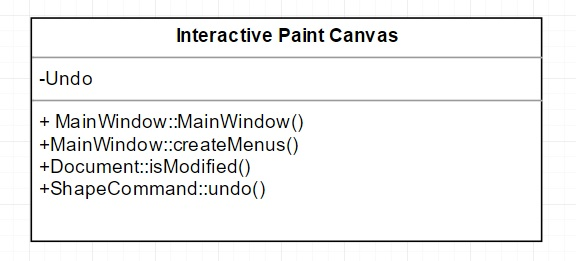 Interactive Paint Canvas
-Undo
+ MainWindow::MainWindow()
+MainWindow::createMenus()
+Document::isModified()
+ShapeCommand::undo()